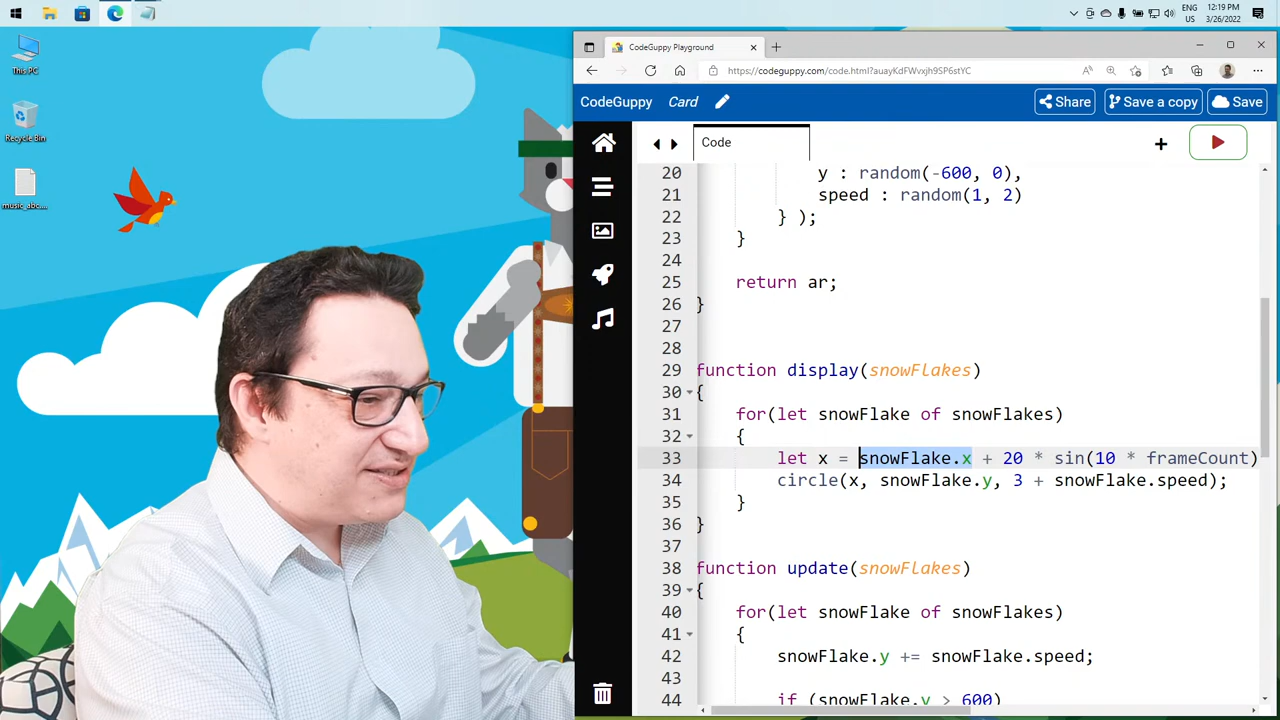 ENG
12:19 PM
US
3/26/2022
This PC
Recycle Bin
music_abc....
CodeGuppy Playground
https://codeguppy.com/code.html?auayKdFWvxjh9SP6stYC
CodeGuppy
Card
Share
Save a copy
Save
Code
20 y : random(-600, 0),
21 speed : random(1, 2)
22 } );
23 }
24
25 return ar;
26 }
27
28
29 function display(snowFlakes)
30 {
31 for(let snowFlake of snowFlakes)
32 {
33 let x = snowFlake.x + 20 * sin(10 * frameCount)
34 circle(x, snowFlake.y, 3 + snowFlake.speed);
35 }
36 }
37
38 function update(snowFlakes)
39 {
40 for(let snowFlake of snowFlakes)
41 {
42 snowFlake.y += snowFlake.speed;
43
44 if (snowFlake.y > 600)